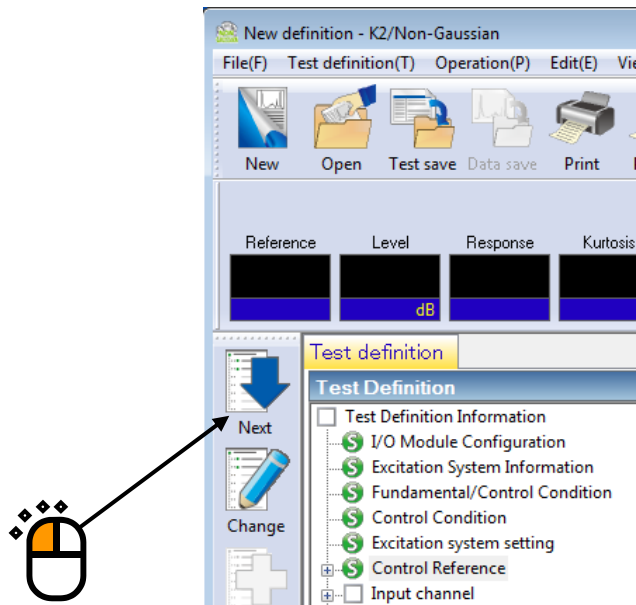 New definition - K2/Non-Gaussian
File(F) Test definition(T) Operation(P) Edit(E)
New Open Test save Data save Print
Reference Level Response Kurtosis
dB
Test definition
Test Definition
Next
Test Definition Information
I/O Module Configuration
Excitation System Information
Fundamental/Control Condition
Change
Control Condition
Excitation system setting
Control Reference
Input channel